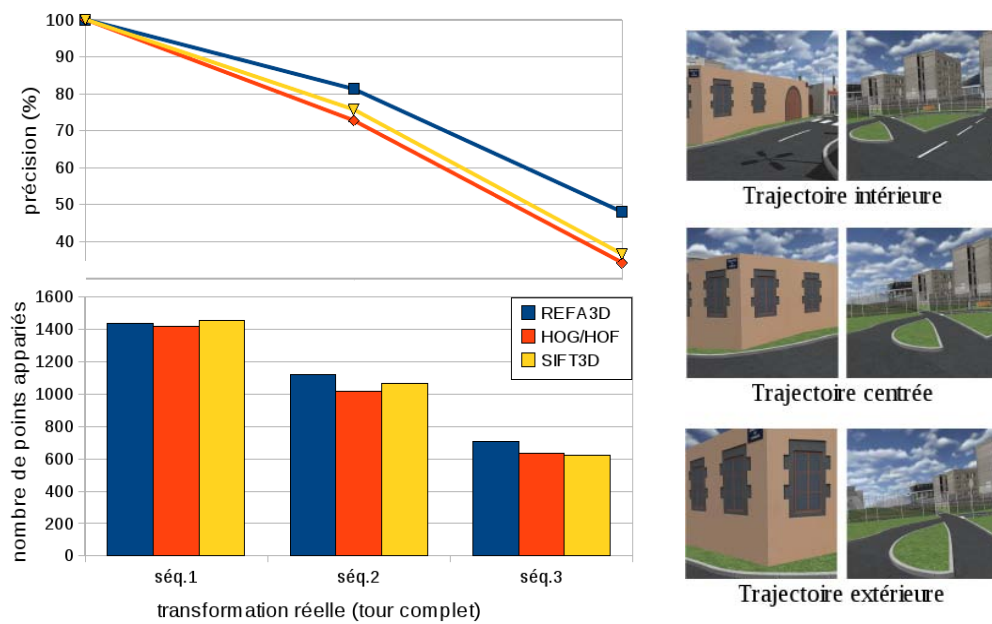 100
90
80
70
60
50
40
précision (%)
1600
1400
1200
1000
800
600
400
200
0
nombre de points appariés
REFA3D
HOG/HOF
SIFT3D
séq.1 séq.2 séq.3
transformation réelle (tour complet)
Trajectoire intérieure
Trajectoire centrée
Trajectoire extérieure